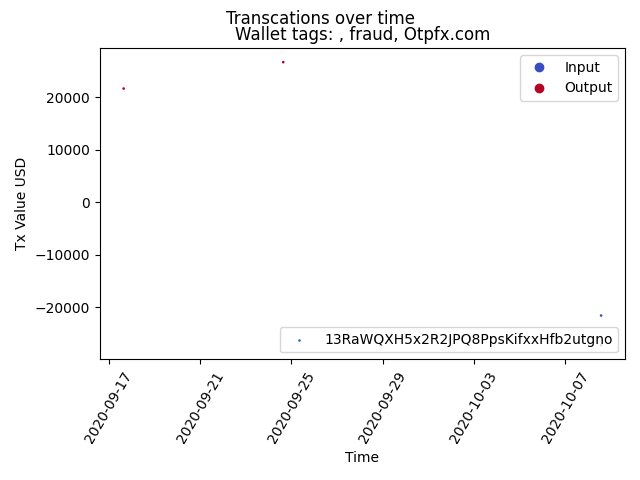 Transcations over time
Wallet tags: , fraud, Otpfx.com
Input
Output
Tx Value USD
20000
10000
0
−10000
−20000
13RaWQXH5x2R2JPQ8PpsKifxxHfb2utgno
2020-09-17
2020-09-21
2020-09-25
2020-09-29
2020-10-03
2020-10-07
Time